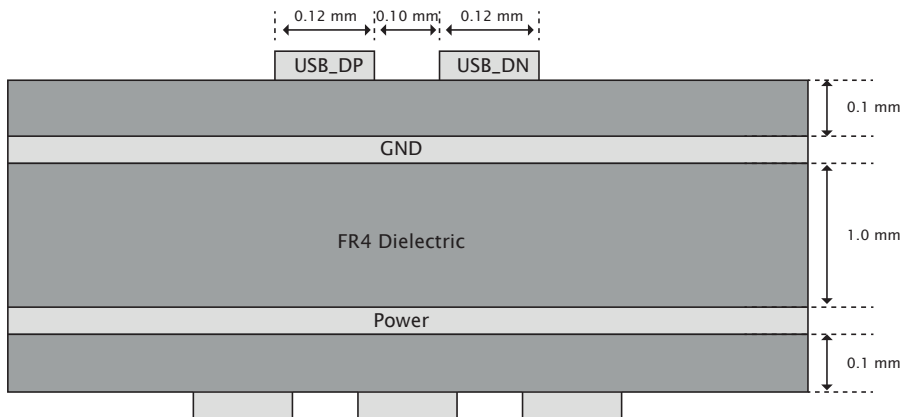 0.12 mm 0.10 mm 0.12 mm
USB_DP USB_DN
0.1 mm
GND
1.0 mm
FR4 Dielectric
Power
0.1 mm